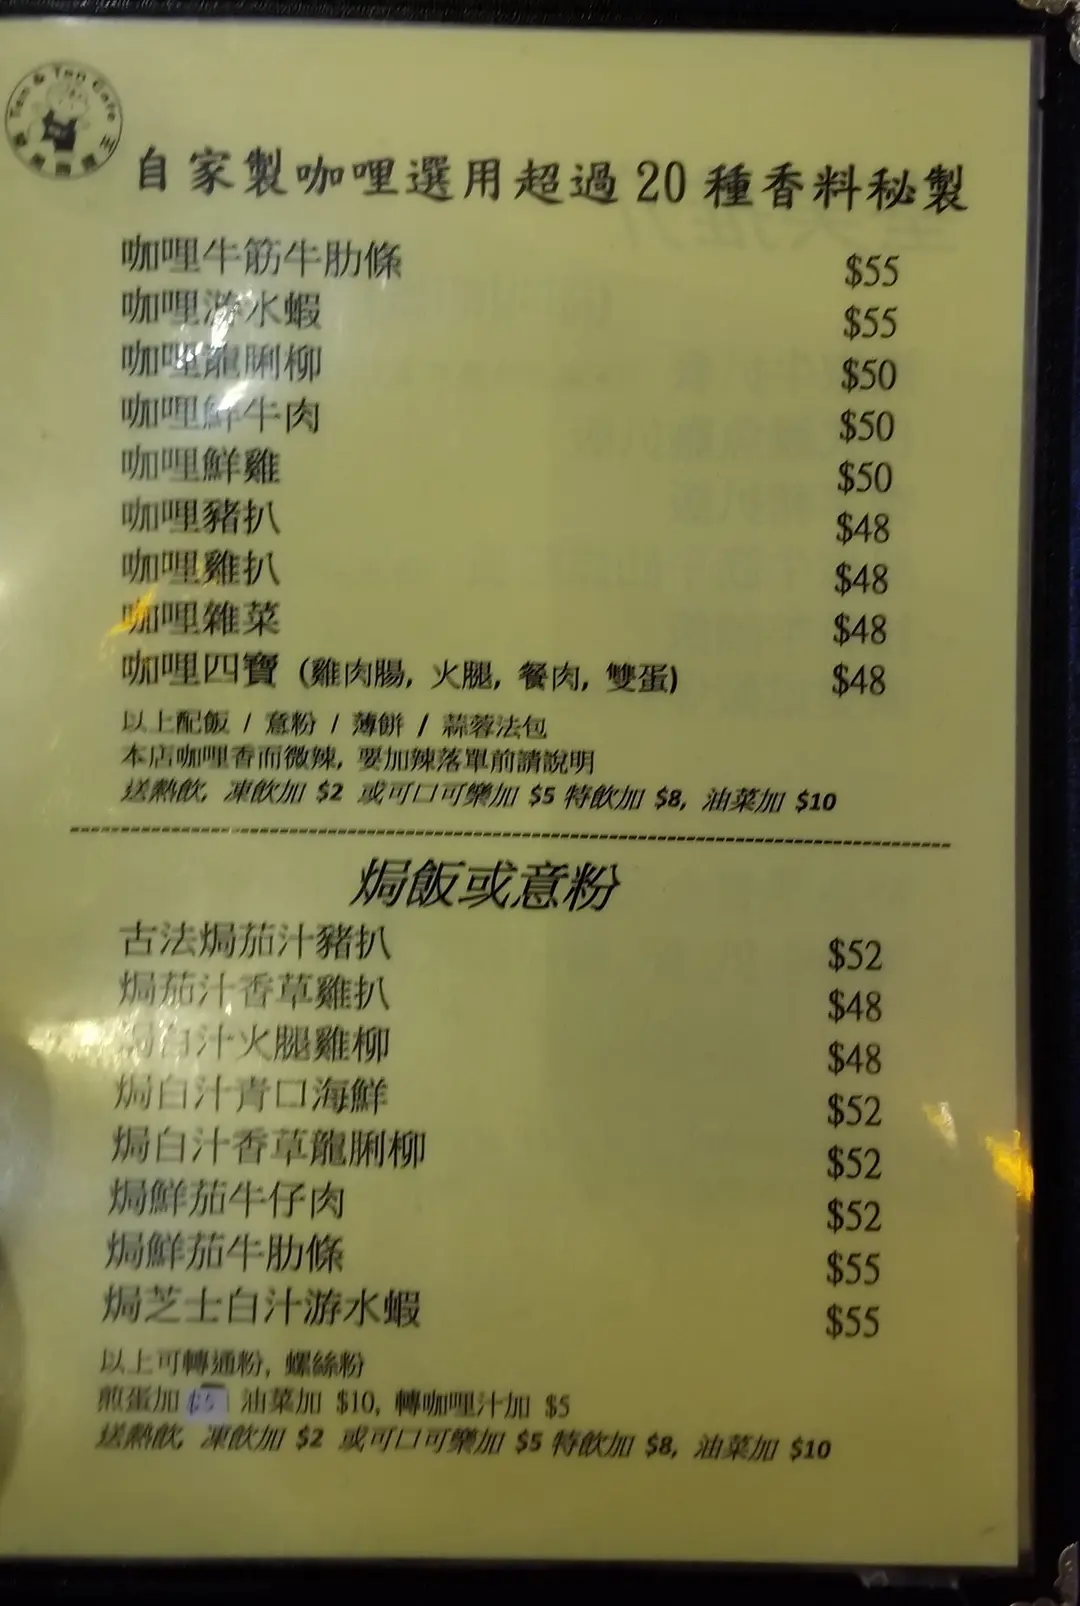 Ten & Ten Cafe
自家製咖哩選用超過 20 種香料秘製
咖哩牛筋牛肋條 $55
咖哩游水蝦 $55
咖哩龍脷柳 $50
咖哩鮮牛肉 $50
咖哩鮮雞 $50
咖哩豬扒 $48
咖哩雞扒 $48
咖哩雜菜 $48
咖哩四寶 (雞肉腸, 火腿, 餐肉, 雙蛋) $48
以上配飯 / 意粉 / 薄餅 / 蒜蓉法包
本店咖哩香而微辣, 要加辣落單前請說明
送熱飲, 凍飲加 $2 或可口可樂加 $5 特飲加 $8, 油菜加 $10
焗飯或意粉
古法焗茄汁豬扒 $52
焗茄汁香草雞扒 $48
焗白汁火腿雞柳 $48
焗白汁青口海鮮 $52
焗白汁香草龍脷柳 $52
焗鮮茄牛仔肉 $52
焗鮮茄牛肋條 $55
焗芝士白汁游水蝦 $55
以上可轉通粉, 螺絲粉
煎蛋加 $5 油菜加 $10, 轉咖哩汁加 $5
送熱飲, 凍飲加 $2 或可口可樂加 $5 特飲加 $8, 油菜加 $10